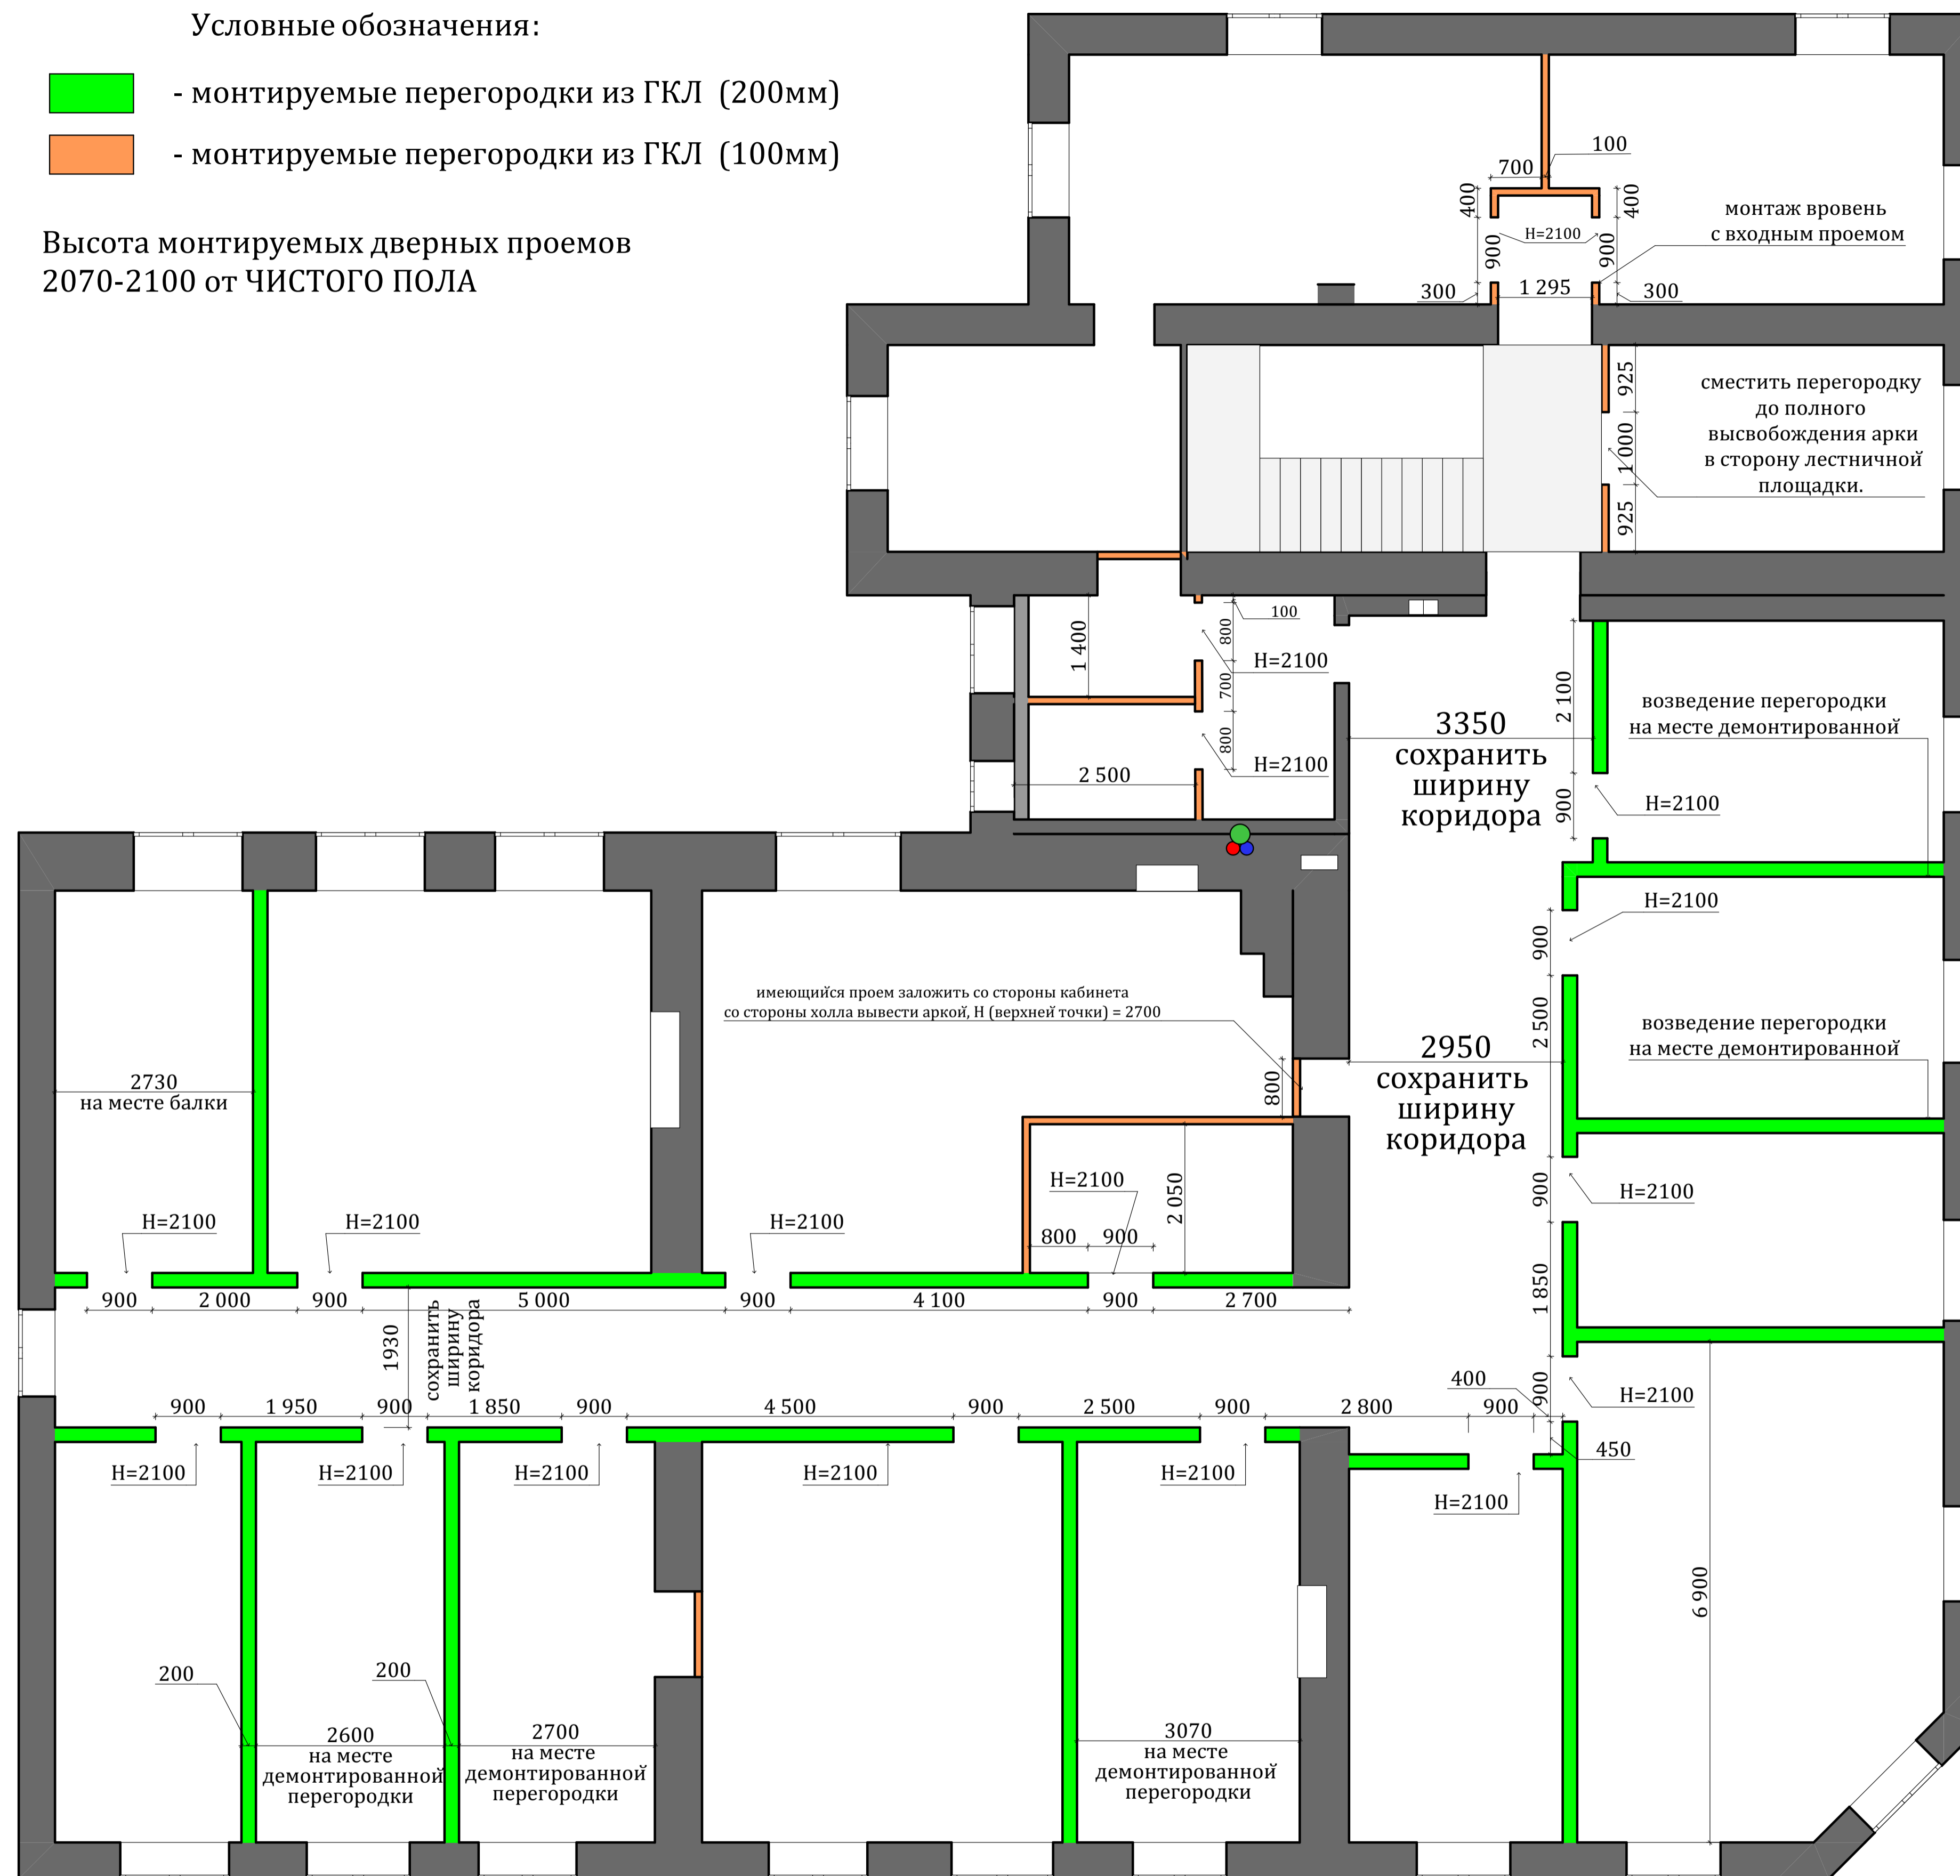 Условные обозначения:
- монтируемые перегородки из ГКЛ (200мм)
- монтируемые перегородки из ГКЛ (100мм)
Высота монтируемых дверных проемов
2070-2100 от ЧИСТОГО ПОЛА
100
700
400
400
монтаж вровень
с входным проемом
H=2100
900
900
300
1 295
300
925
сместить перегородку
до полного
высвобождения арки
в сторону лестничной
площадки.
1 000
925
100
800
1 400
H=2100
700
800
H=2100
2 500
2 100
возведение перегородки
на месте демонтированной
3350
сохранить
ширину
коридора
900
H=2100
H=2100
900
имеющийся проем заложить со стороны кабинета
со стороны холла вывести аркой, H (верхней точки) = 2700
2 500
возведение перегородки
на месте демонтированной
2950
сохранить
ширину
коридора
800
2730
на месте балки
H=2100
2 050
900
H=2100
H=2100
H=2100
H=2100
800
900
900
2 000
900
5 000
900
4 100
900
2 700
1 850
1930
сохранить
ширину
коридора
400
900
H=2100
900
1 950
900
1 850
900
4 500
900
2 500
900
2 800
900
450
H=2100
H=2100
H=2100
H=2100
H=2100
H=2100
6 900
200
200
2600
на месте
демонтированной
перегородки
2700
на месте
демонтированной
перегородки
3070
на месте
демонтированной
перегородки